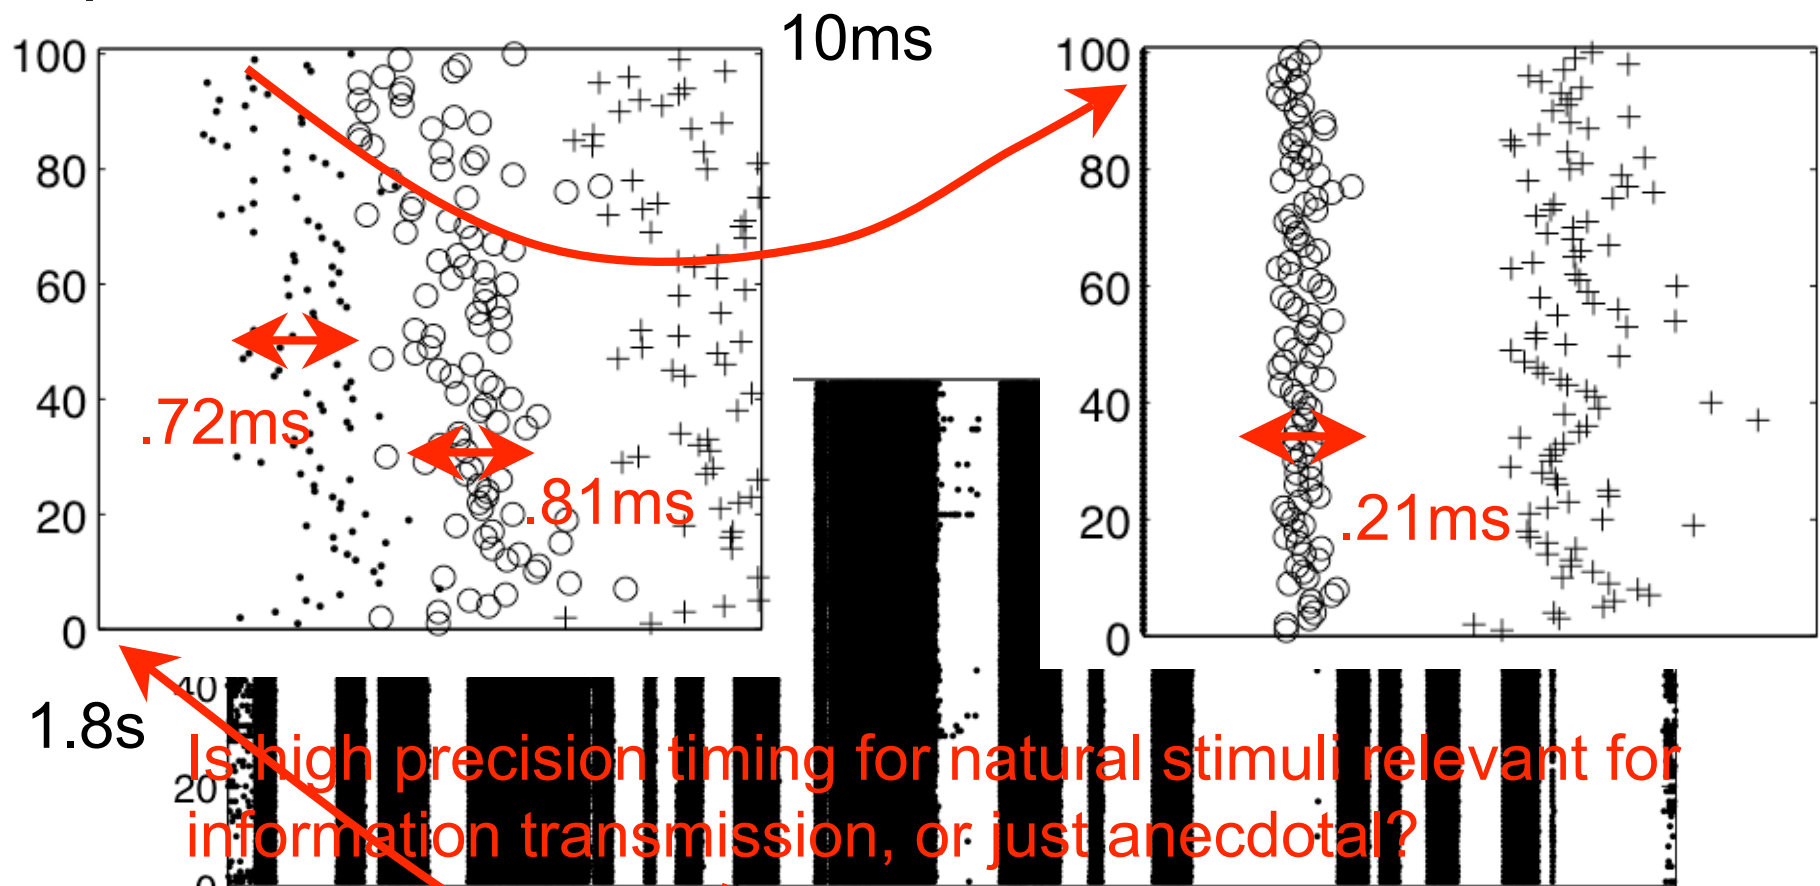 10ms
100
80
60
40
20
0
.72ms
.81ms
100
80
60
40
20
0
.21ms
1.8s
40
20
0
Is high precision timing for natural stimuli relevant for
information transmission, or just anecdotal?